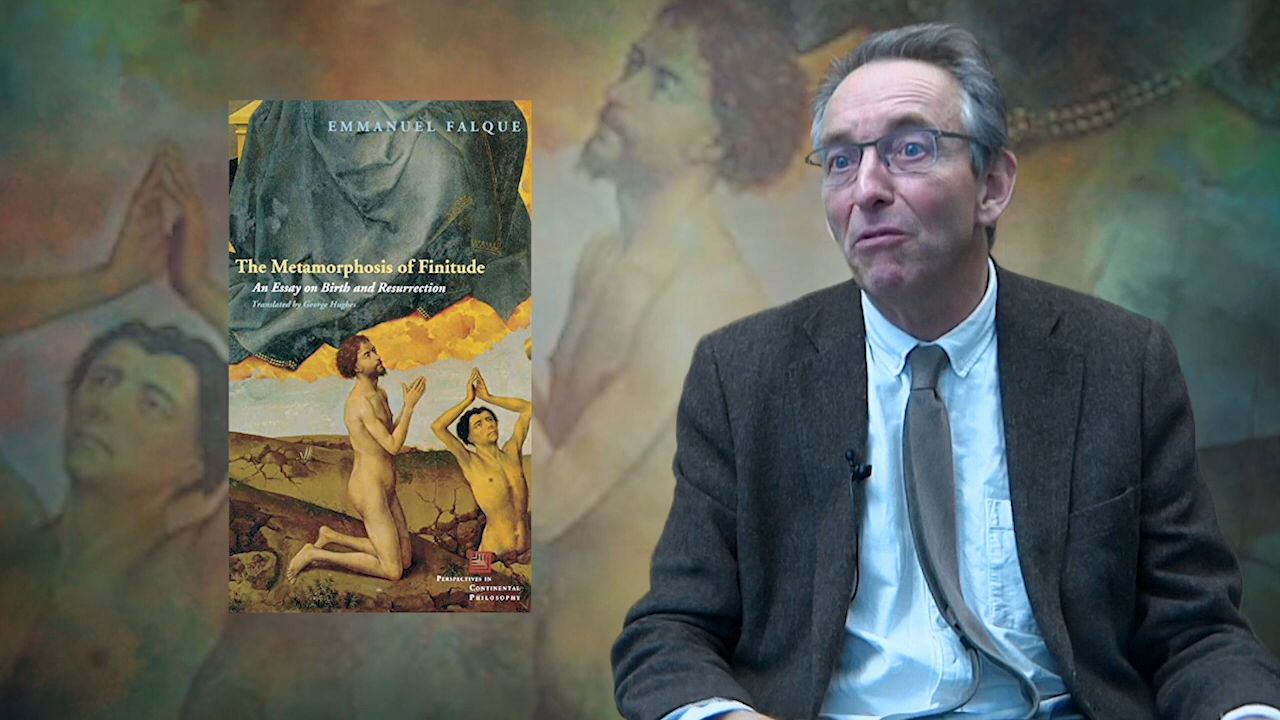 EMMANUEL FALQUE
The Metamorphosis of Finitude
An Essay on Birth and Resurrection
Translated by George Hughes
PERSPECTIVES IN
CONTINENTAL
PHILOSOPHY